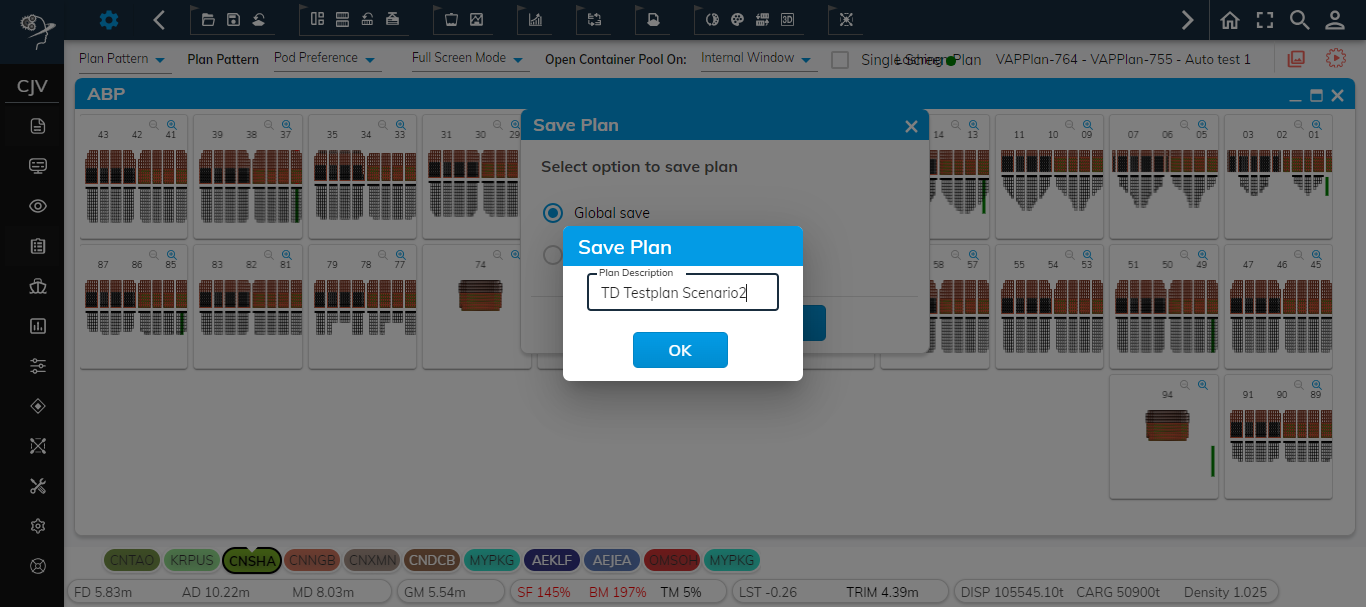 Plan Pattern
Plan Pattern
Pod Preference
Full Screen Mode
Open Container Pool On:
Internal Window
VAPPlan-764 - VAPPlan-755 - Auto test 1
CJV
ABP
43 42 41
39 38 37
35 34 33
31 30 29
14 13
11 10 09
07 06 05
03 02 01
Save Plan
Select option to save plan
Global save
Save Plan
Plan Description
TD Testplan Scenario2
OK
87 86 85
83 82 81
79 78 77
74
58 57
55 54 53
51 50 49
47 46 45
94
91 90 89
CNTAO KRPUS CNSHA CNNGB CNXMN CNDCB MYPKG AEKLF AEJEA OMSOH MYPKG
FD 5.83m AD 10.22m MD 8.03m GM 5.54m SF 145% BM 197% TM 5% LST -0.26 TRIM 4.39m DISP 105545.10t CARG 50900t Density 1.025